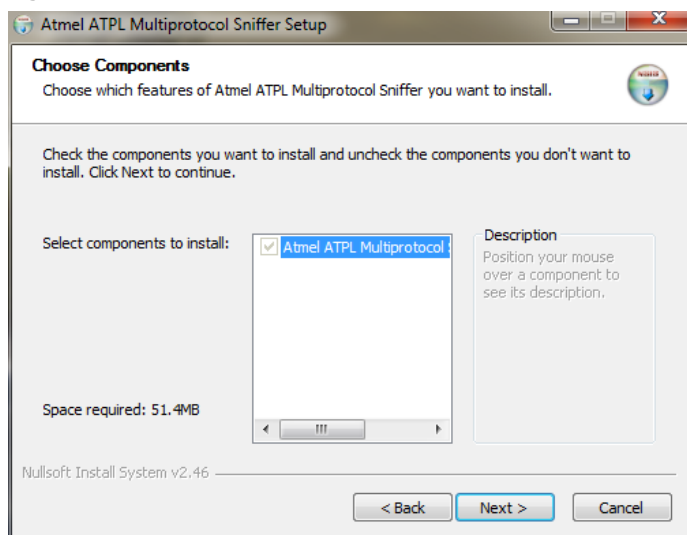 Atmel ATPL Multiprotocol Sniffer Setup
Choose Components
Choose which features of Atmel ATPL Multiprotocol Sniffer you want to install.
Check the components you want to install and uncheck the components you don't want to
install. Click Next to continue.
Select components to install:
Atmel ATPL Multiprotocol
Description
Position your mouse
over a component to
see its description.
Space required: 51.4MB
Nullsoft Install System v2.46
< Back
Next >
Cancel